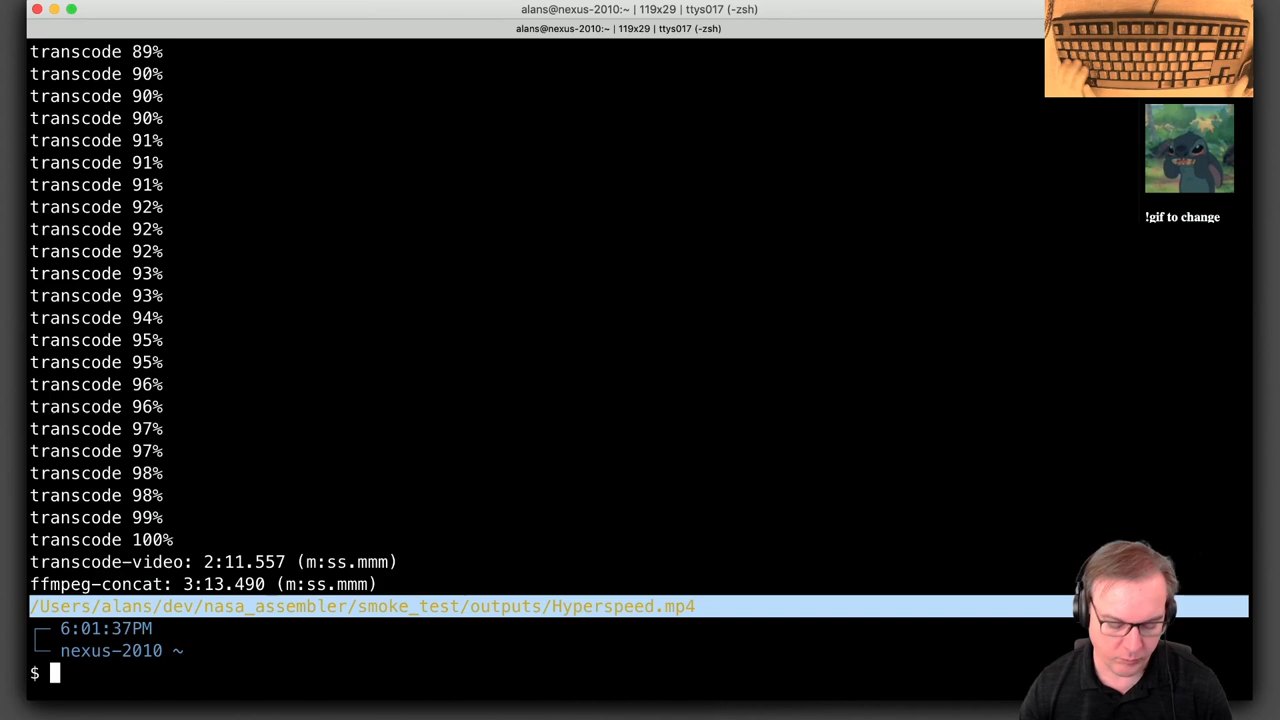 alans@nexus-2010:~ | 119x29 | ttys017 (-zsh)
alans@nexus-2010:~ | 119x29 | ttys017 (-zsh)
transcode 89%
transcode 90%
transcode 90%
transcode 90%
transcode 91%
transcode 91%
transcode 91%
transcode 92%
transcode 92%
transcode 92%
transcode 93%
transcode 93%
transcode 94%
transcode 95%
transcode 95%
transcode 96%
transcode 96%
transcode 97%
transcode 97%
transcode 98%
transcode 98%
transcode 99%
transcode 100%
transcode-video: 2:11.557 (m:ss.mmm)
ffmpeg-concat: 3:13.490 (m:ss.mmm)
/Users/alans/dev/nasa_assembler/smoke_test/outputs/Hyperspeed.mp4
6:01:37PM
nexus-2010 ~
$
!gif to change